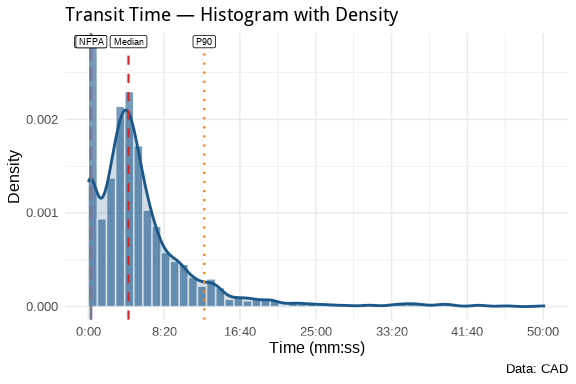 Transit Time — Histogram with Density
NFPA Median P90
0.002
0.001
0.000
Density
0:00 8:20 16:40 25:00 33:20 41:40 50:00
Time (mm:ss)
Data: CAD